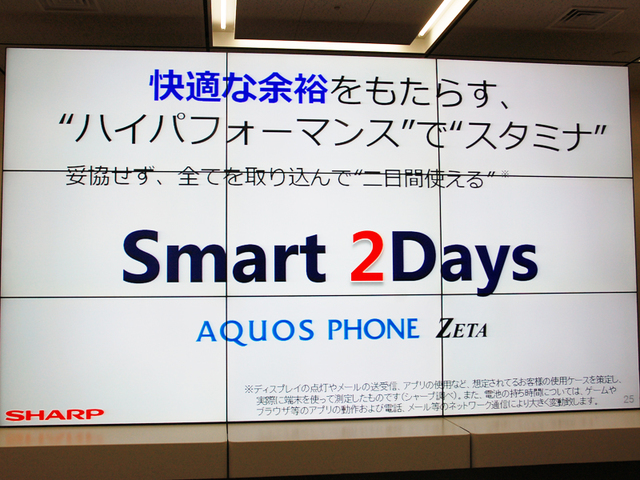 快適な余裕をもたらす、
“ハイパフォーマンス”で“スタミナ”
妥協せず、全てを取り込んで“二日間使える”※
Smart 2Days
AQUOS PHONE ZETA
※ディスプレイの点灯やメールの送受信、アプリの使用など、想定されてるお客様の使用ケースを策定し、
実際に端末を使って測定したものです(シャープ調べ)。また、電池の持ち時間については、ゲームや
ブラウザ等のアプリの動作および電話、メール等のネットワーク通信により大きく変動致します。
SHARP
25